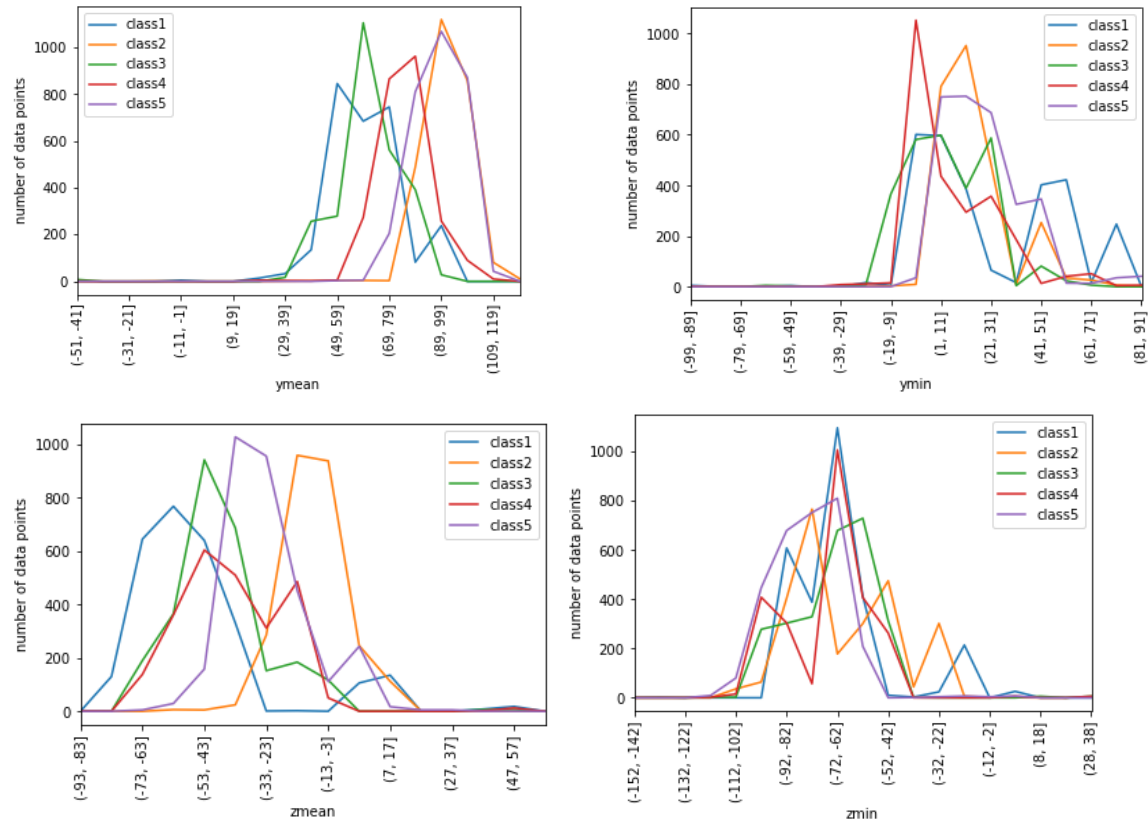 class1
class2
class3
class4
class5
1000
800
600
400
200
0
number of data points
(-51, -41]
(-31, -21]
(-11, -1]
(9, 19]
(29, 39]
(49, 59]
(69, 79]
(89, 99]
(109, 119]
ymean
class1
class2
class3
class4
class5
1000
800
600
400
200
0
number of data points
(-99, -89]
(-79, -69]
(-59, -49]
(-39, -29]
(-19, -9]
(1, 11]
(21, 31]
(41, 51]
(61, 71]
(81, 91]
ymin
class1
class2
class3
class4
class5
1000
800
600
400
200
0
number of data points
(-93, -83]
(-73, -63]
(-53, -43]
(-33, -23]
(-13, -3]
(7, 17]
(27, 37]
(47, 57]
zmean
class1
class2
class3
class4
class5
1000
800
600
400
200
0
number of data points
(-152, -142]
(-132, -122]
(-112, -102]
(-92, -82]
(-72, -62]
(-52, -42]
(-32, -22]
(-12, -2]
(8, 18]
(28, 38]
zmin